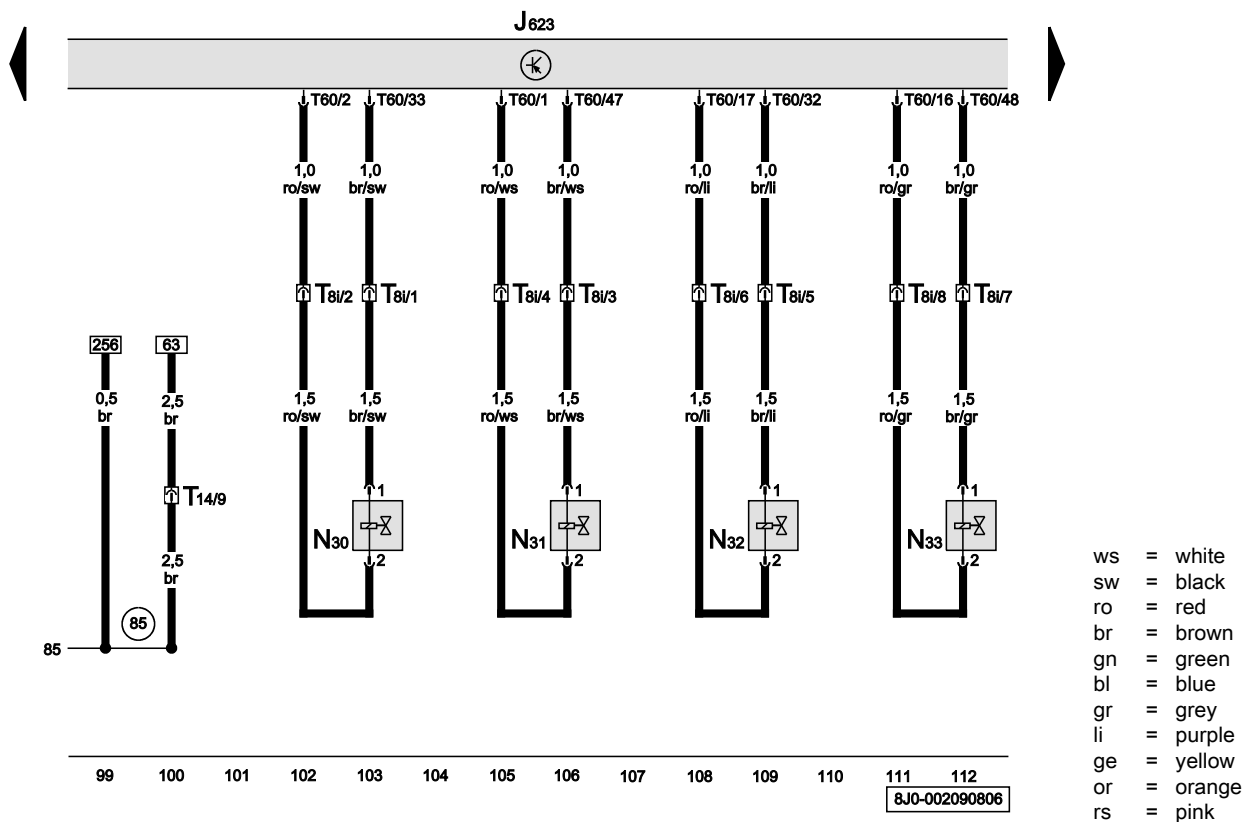 J623
T60/2 T60/33 T60/1 T60/47 T60/17 T60/32 T60/16 T60/48
1,0 1,0 1,0 1,0 1,0 1,0 1,0 1,0
ro/sw br/sw ro/ws br/ws ro/li br/li ro/gr br/gr
T8i/2 T8i/1 T8i/4 T8i/3 T8i/6 T8i/5 T8i/8 T8i/7
256 63
0,5 2,5 1,5 1,5 1,5 1,5 1,5 1,5 1,5 1,5
br br ro/sw br/sw ro/ws br/ws ro/li br/li ro/gr br/gr
T14/9 1 1 1 1
N30 N31 N32 N33
2,5 2 2 2 2
br
85
85
99 100 101 102 103 104 105 106 107 108 109 110 111 112
8J0-002090806
ws = white
sw = black
ro = red
br = brown
gn = green
bl = blue
gr = grey
li = purple
ge = yellow
or = orange
rs = pink